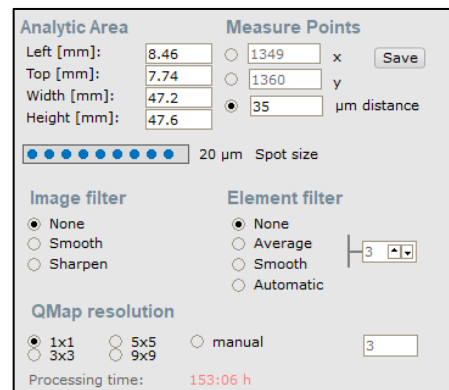 Analytic Area Measure Points
Left [mm]: 8.46 1349 x Save
Top [mm]: 7.74 1360 y
Width [mm]: 47.2 35 µm distance
Height [mm]: 47.6
20 µm Spot size
Image filter Element filter
None None
Smooth Average 3
Sharpen Smooth
Automatic
QMap resolution
1x1 5x5 manual 3
3x3 9x9
Processing time: 153:06 h